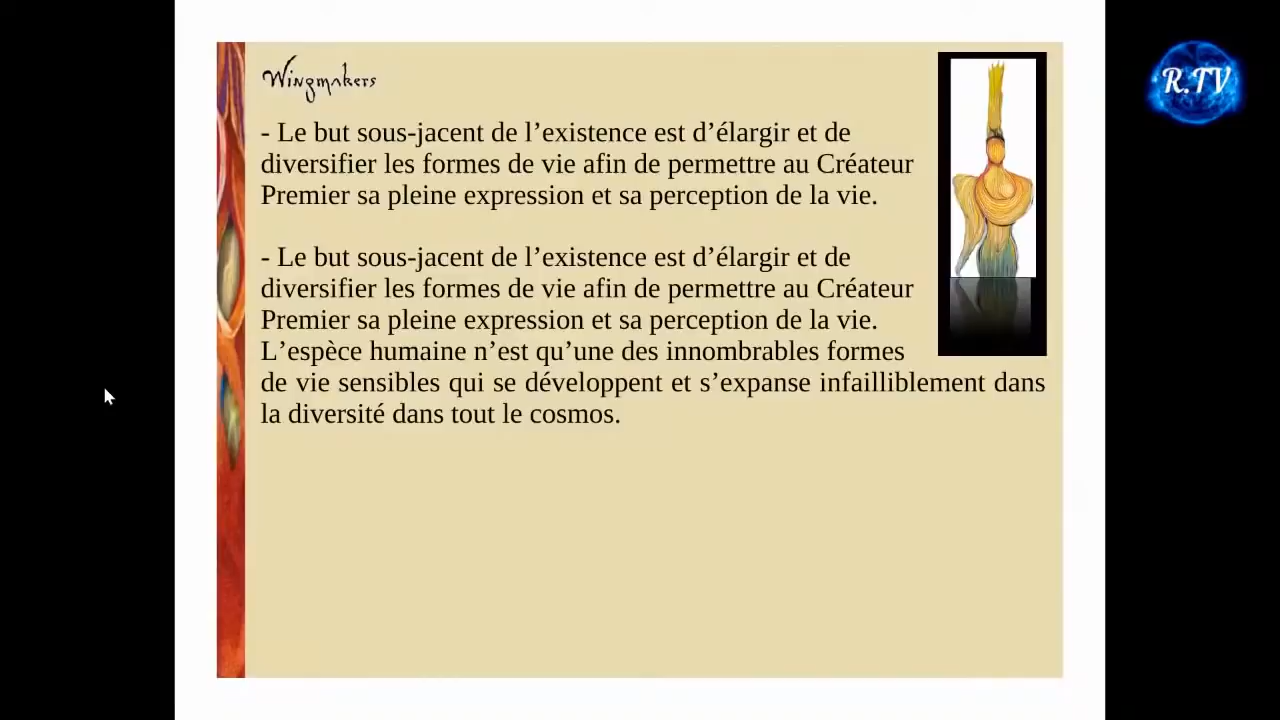 Wingmakers
R.TV
- Le but sous-jacent de l’existence est d’élargir et de
diversifier les formes de vie afin de permettre au Créateur
Premier sa pleine expression et sa perception de la vie.
- Le but sous-jacent de l’existence est d’élargir et de
diversifier les formes de vie afin de permettre au Créateur
Premier sa pleine expression et sa perception de la vie.
L’espèce humaine n’est qu’une des innombrables formes
de vie sensibles qui se développent et s’expanse infailliblement dans
la diversité dans tout le cosmos.